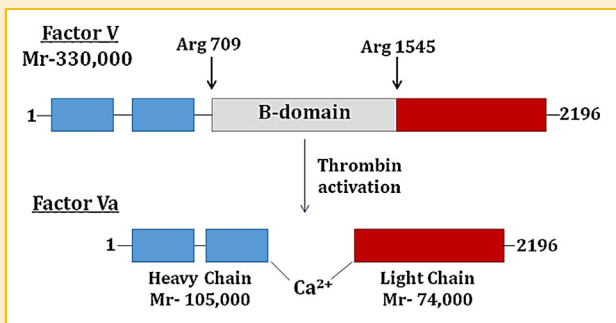 Factor V
Mr-330,000
Arg 709
Arg 1545
1
B-domain
2196
Thrombin
activation
Factor Va
1
2196
Heavy Chain
Mr- 105,000
Ca²⁺
Light Chain
Mr- 74,000